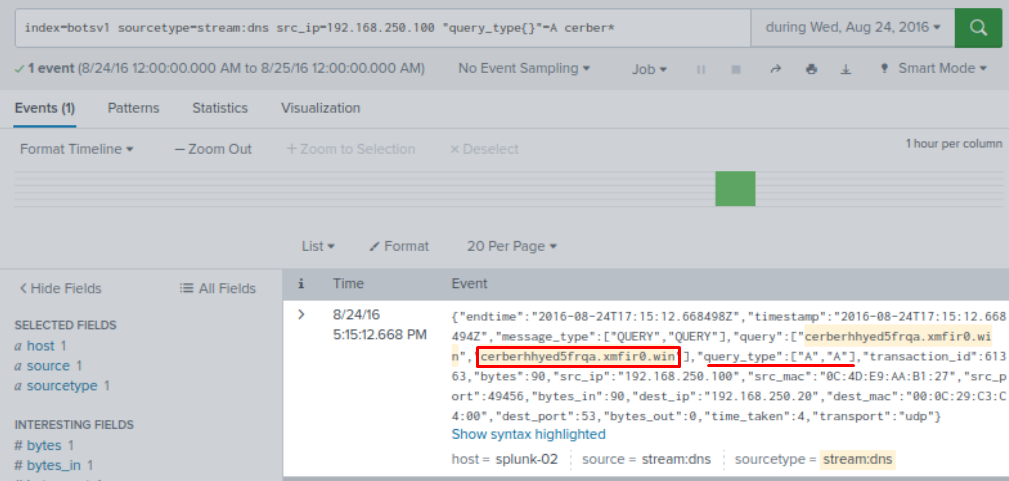 index=botsv1 sourcetype=stream:dns src_ip=192.168.250.100 "query_type{}"=A cerber*
during Wed, Aug 24, 2016
1 event (8/24/16 12:00:00.000 AM to 8/25/16 12:00:00.000 AM)
No Event Sampling
Job
Smart Mode
Events (1)
Patterns
Statistics
Visualization
Format Timeline
— Zoom Out
+ Zoom to Selection
× Deselect
1 hour per column
List
Format
20 Per Page
< Hide Fields
All Fields
i
Time
Event
SELECTED FIELDS
a host 1
a source 1
a sourcetype 1
INTERESTING FIELDS
# bytes 1
# bytes_in 1
>
8/24/16
5:15:12.668 PM
{"endtime":"2016-08-24T17:15:12.668498Z","timestamp":"2016-08-24T17:15:12.668
494Z","message_type":["QUERY","QUERY"],"query":["cerberhhyed5frqa.xmfir0.wi
n","cerberhhyed5frqa.xmfir0.win"],"query_type":["A","A"],"transaction_id":613
63,"bytes":90,"src_ip":"192.168.250.100","src_mac":"0C:4D:E9:AA:B1:27","src_p
ort":49456,"bytes_in":90,"dest_ip":"192.168.250.20","dest_mac":"00:0C:29:C3:C
4:00","dest_port":53,"bytes_out":0,"time_taken":4,"transport":"udp"}
Show syntax highlighted
host = splunk-02
source = stream:dns
sourcetype = stream:dns